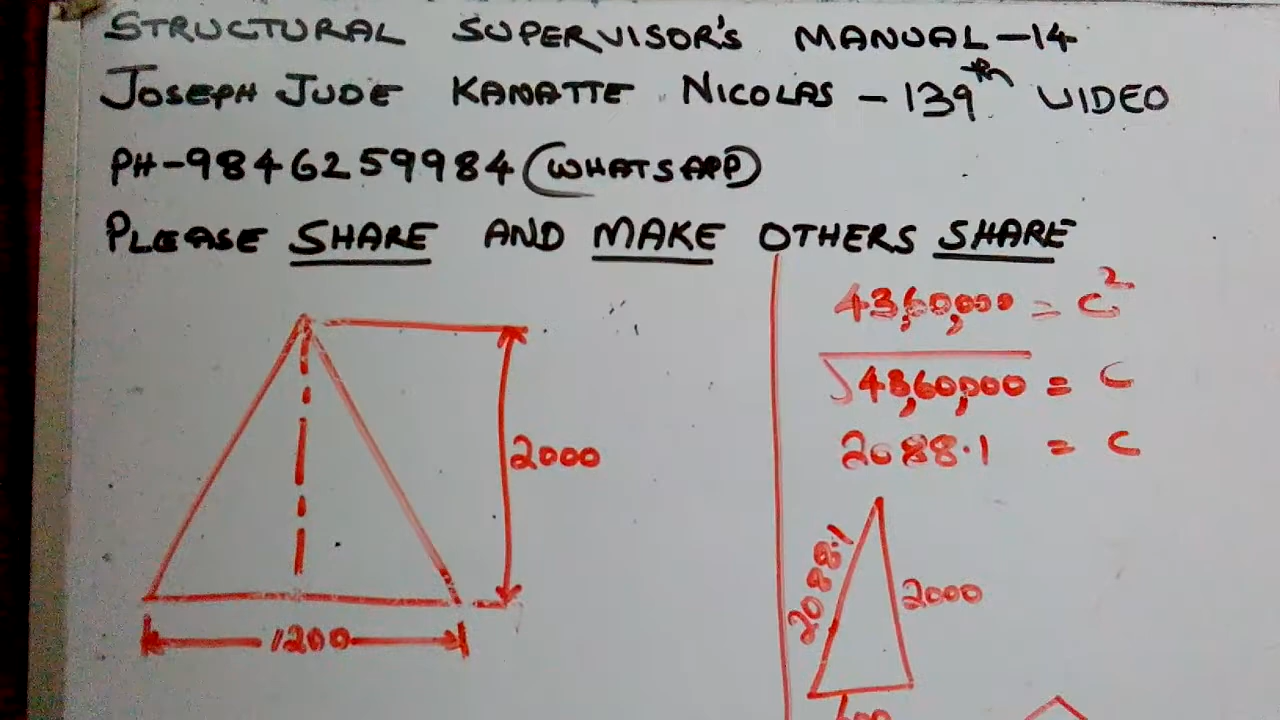 STRUCTURAL SUPERVISOR'S MANUAL-14
JOSEPH JUDE KANATTE NICOLAS - 139th VIDEO
PH-9846259984 (WHATSAPP)
PLEASE SHARE AND MAKE OTHERS SHARE
2000
1200
43,60,000 = C²
√43,60,000 = C
2088.1 = C
2088.1
2000
600